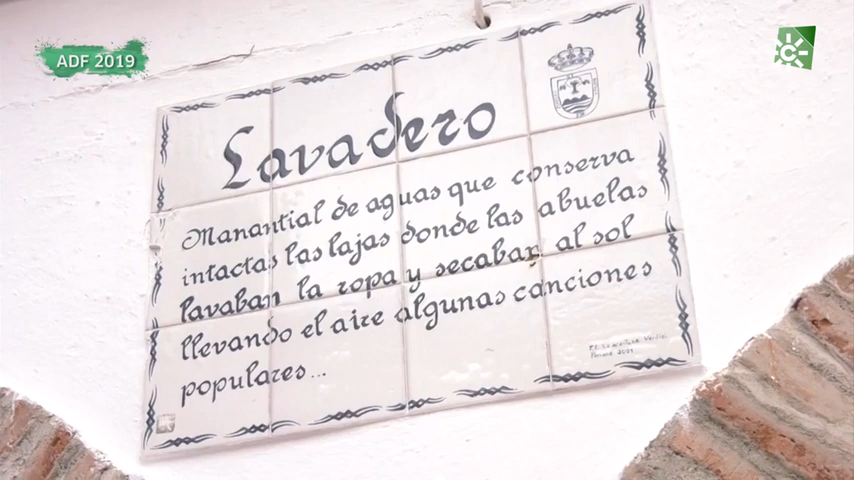 ADF 2019
Lavadero
Manantial de aguas que conserva
intactas las lajas donde las abuelas
lavaban la ropa y secabar al sol
llevando el aire algunas canciones
populares...